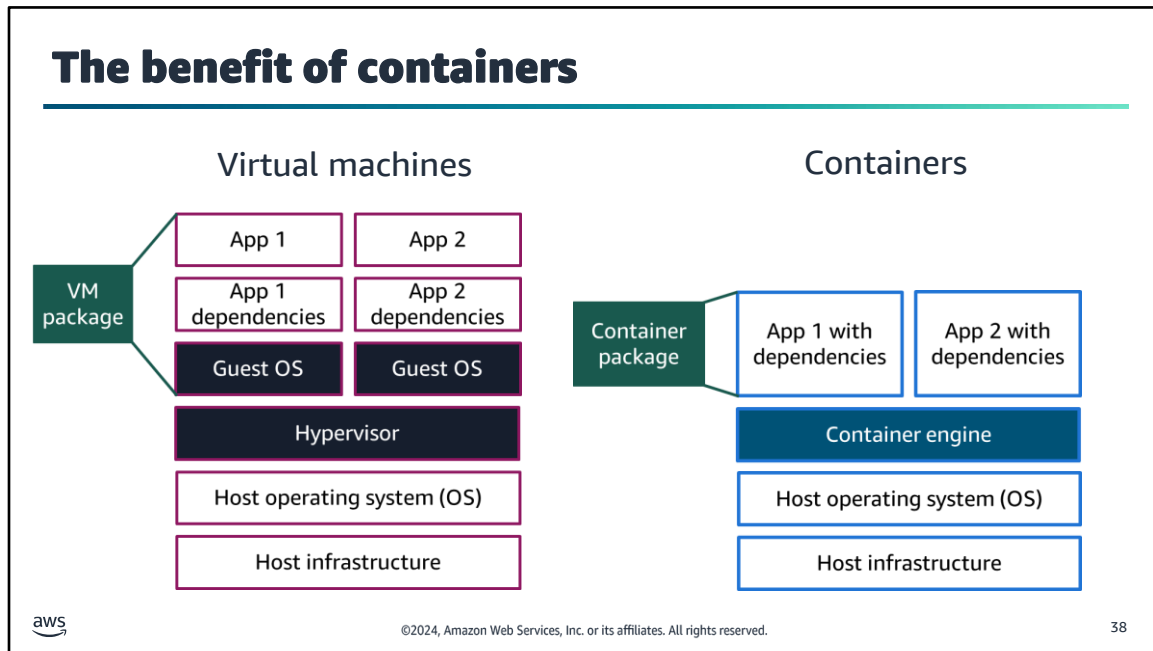 The benefit of containers
Virtual machines
Containers
VM
package
App 1
App 2
App 1
dependencies
App 2
dependencies
Guest OS
Guest OS
Hypervisor
Host operating system (OS)
Host infrastructure
Container
package
App 1 with
dependencies
App 2 with
dependencies
Container engine
Host operating system (OS)
Host infrastructure
aws
©2024, Amazon Web Services, Inc. or its affiliates. All rights reserved.
38